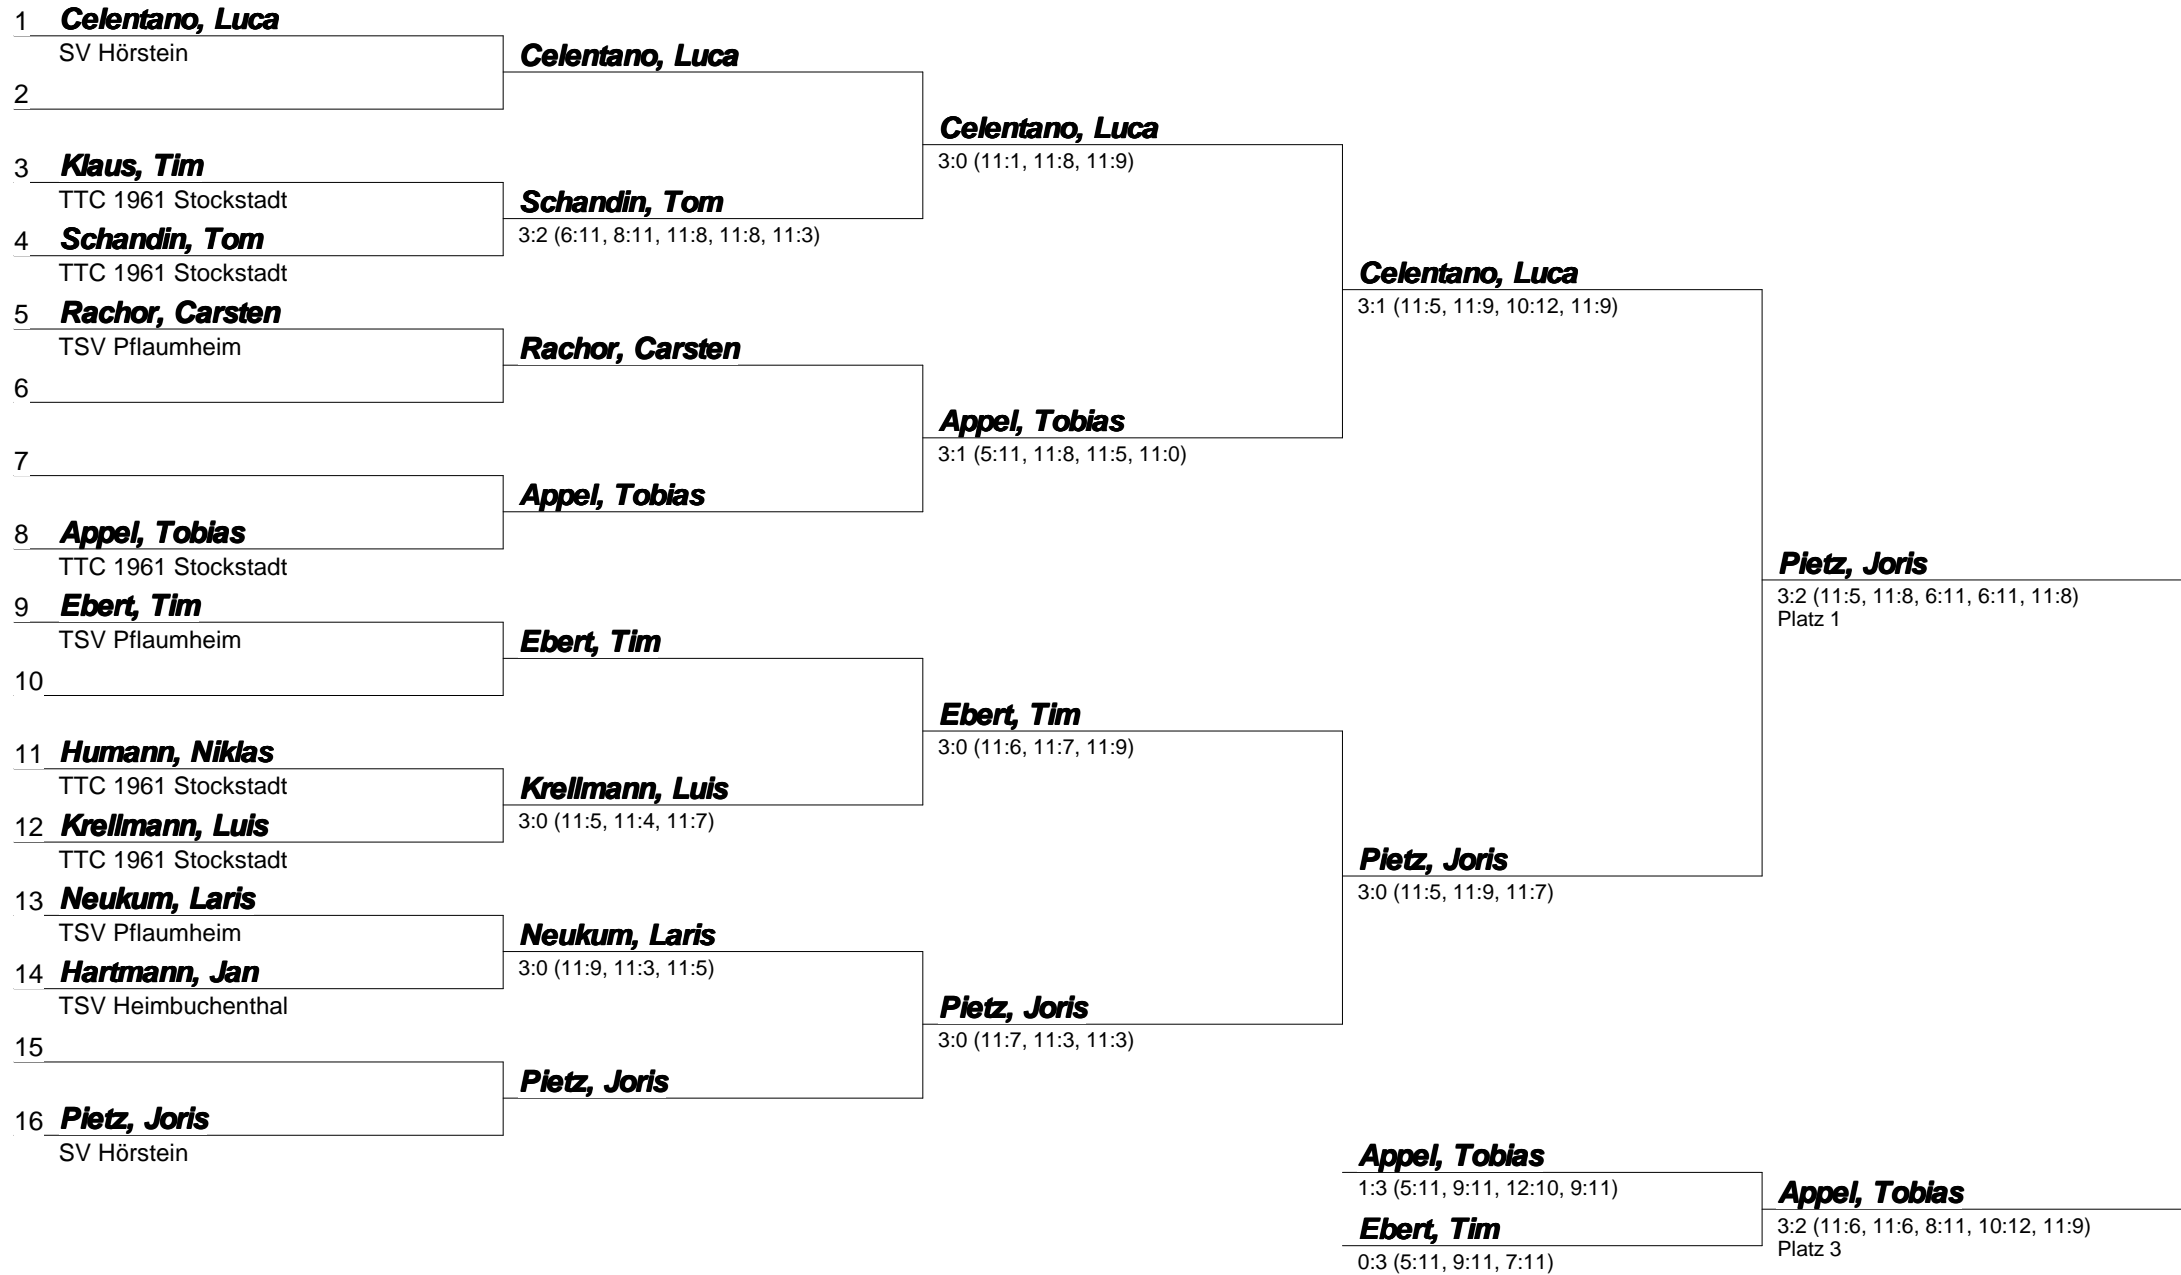 1 Celentano, Luca
SV Hörstein
2
3 Klaus, Tim
TTC 1961 Stockstadt
4 Schandin, Tom
TTC 1961 Stockstadt
5 Rachor, Carsten
TSV Pflaumheim
6
7
8 Appel, Tobias
TTC 1961 Stockstadt
9 Ebert, Tim
TSV Pflaumheim
10
11 Humann, Niklas
TTC 1961 Stockstadt
12 Krellmann, Luis
TTC 1961 Stockstadt
13 Neukum, Laris
TSV Pflaumheim
14 Hartmann, Jan
TSV Heimbuchenthal
15
16 Pietz, Joris
SV Hörstein
Celentano, Luca
Schandin, Tom
3:2 (6:11, 8:11, 11:8, 11:8, 11:3)
Rachor, Carsten
Appel, Tobias
Ebert, Tim
Krellmann, Luis
3:0 (11:5, 11:4, 11:7)
Neukum, Laris
3:0 (11:9, 11:3, 11:5)
Pietz, Joris
Celentano, Luca
3:0 (11:1, 11:8, 11:9)
Appel, Tobias
3:1 (5:11, 11:8, 11:5, 11:0)
Ebert, Tim
3:0 (11:6, 11:7, 11:9)
Pietz, Joris
3:0 (11:7, 11:3, 11:3)
Celentano, Luca
3:1 (11:5, 11:9, 10:12, 11:9)
Pietz, Joris
3:0 (11:5, 11:9, 11:7)
Pietz, Joris
3:2 (11:5, 11:8, 6:11, 6:11, 11:8)
Platz 1
Appel, Tobias
1:3 (5:11, 9:11, 12:10, 9:11)
Ebert, Tim
0:3 (5:11, 9:11, 7:11)
Appel, Tobias
3:2 (11:6, 11:6, 8:11, 10:12, 11:9)
Platz 3